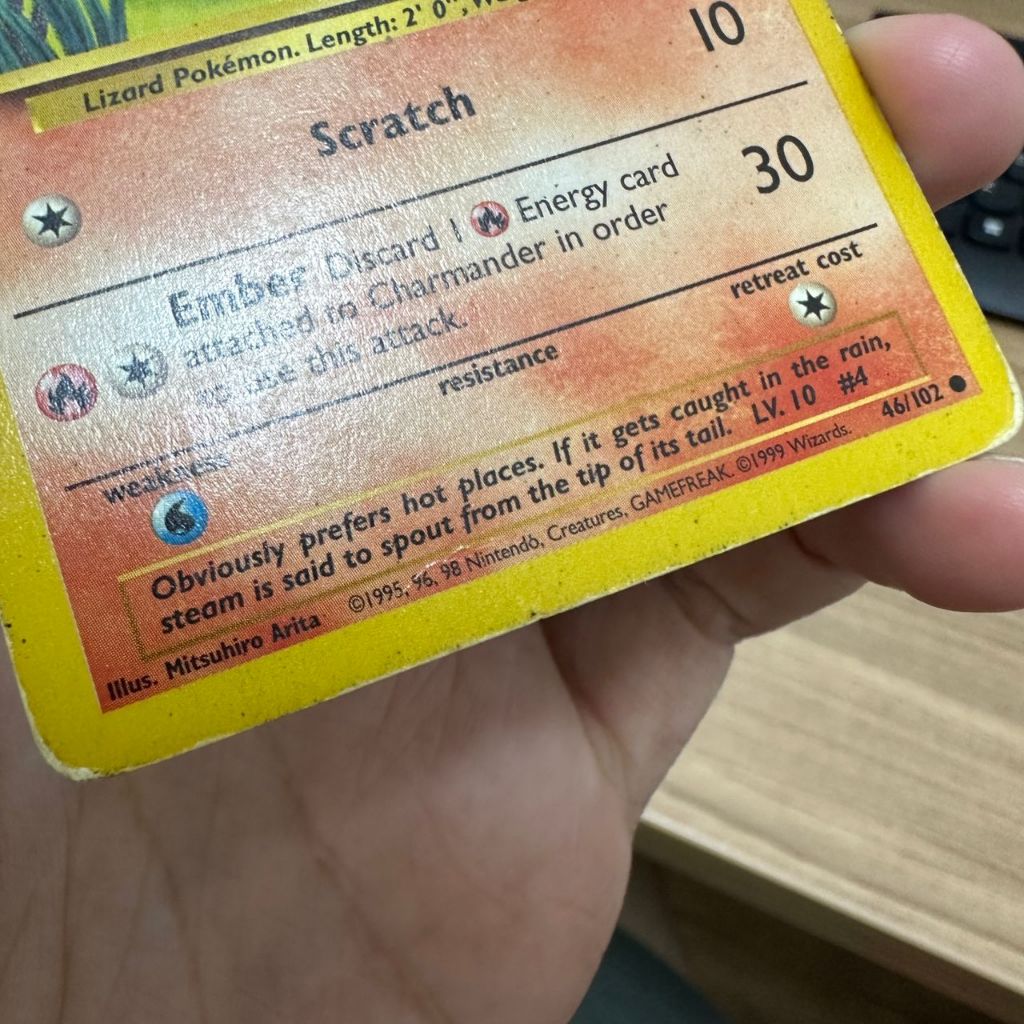 Lizard Pokémon. Length: 2' 0",
Scratch 10
Ember Discard 1 Energy card
attached to Charmander in order
to use this attack.
30
weakness resistance retreat cost
Obviously prefers hot places. If it gets caught in the rain,
steam is said to spout from the tip of its tail. LV. 10 #4
Illus. Mitsuhiro Arita ©1995, 96, 98 Nintendo, Creatures, GAMEFREAK. ©1999 Wizards. 46/102